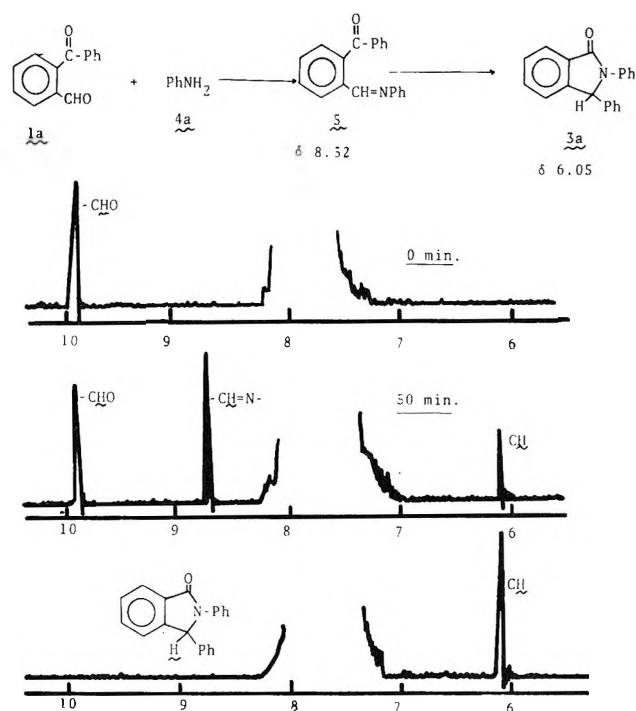 O
C-Ph
CHO
1a
+
PhNH2
4a
O
C-Ph
CH=NPh
5
δ 8.52
O
N-Ph
H Ph
3a
δ 6.05
-CHO
0 min.
10 9 8 7 6
-CHO
-CH=N-
50 min.
CH
10 9 8 7 6
O
N-Ph
H Ph
CH
10 9 8 7 6